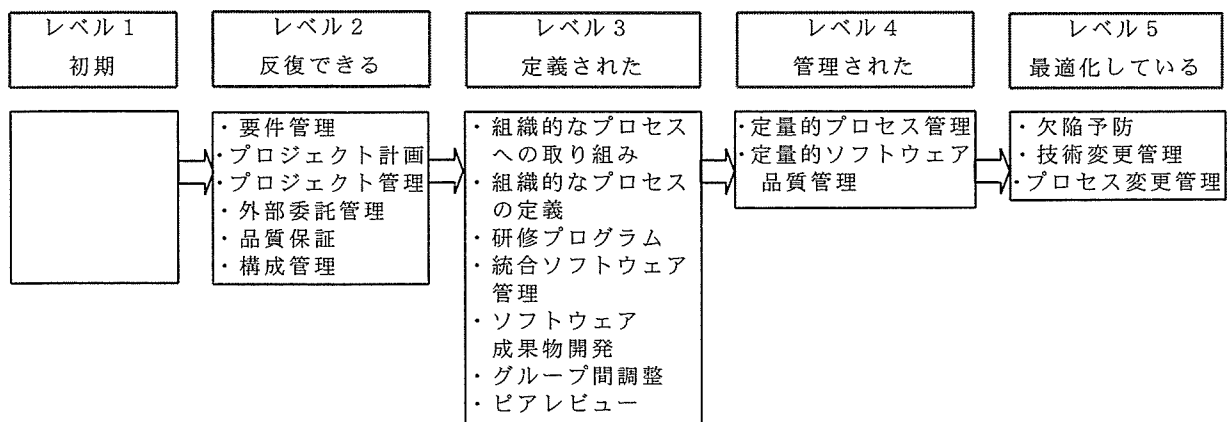 レベル１
初期
レベル２
反復できる
レベル３
定義された
レベル４
管理された
レベル５
最適化している
・要件管理
・プロジェクト計画
・プロジェクト管理
・外部委託管理
・品質保証
・構成管理
・組織的なプロセス
への取り組み
・組織的なプロセス
の定義
・研修プログラム
・統合ソフトウェア
管理
・ソフトウェア
成果物開発
・グループ間調整
・ピアレビュー
・定量的プロセス管理
・定量的ソフトウェア
品質管理
・欠陥予防
・技術変更管理
・プロセス変更管理